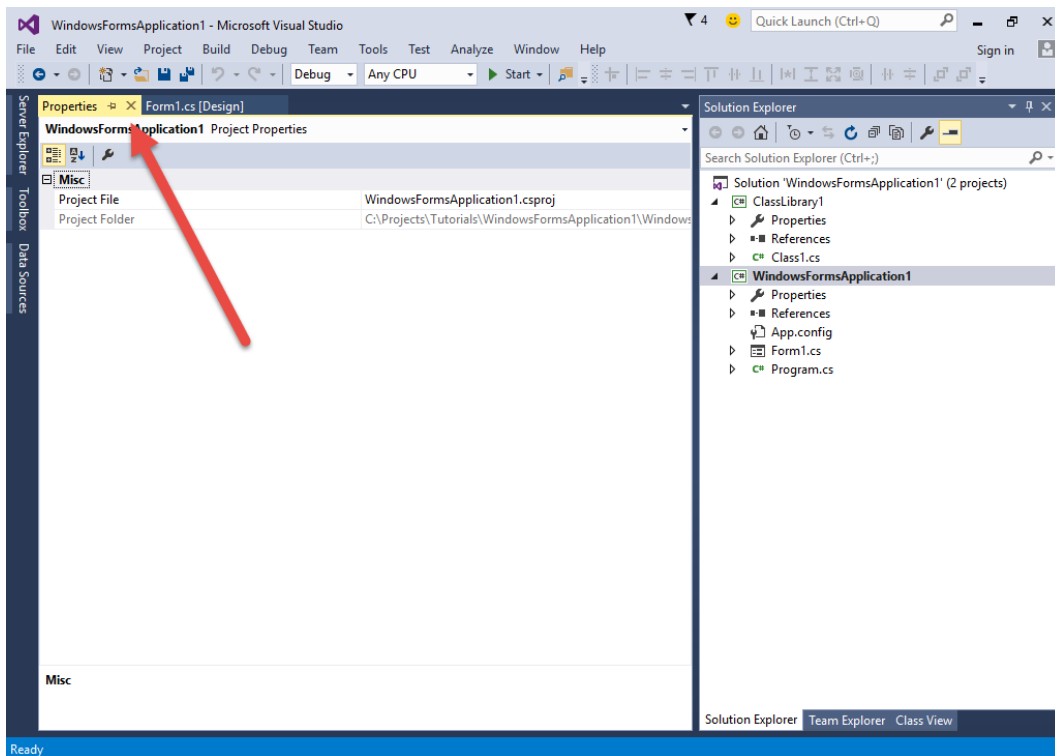 WindowsFormsApplication1 - Microsoft Visual Studio
4
Quick Launch (Ctrl+Q)
File Edit View Project Build Debug Team Tools Test Analyze Window Help
Sign in
Debug
Any CPU
Start
Server Explorer
Toolbox
Data Sources
Properties
Form1.cs [Design]
WindowsFormsApplication1 Project Properties
Misc
Project File WindowsFormsApplication1.csproj
Project Folder C:\Projects\Tutorials\WindowsFormsApplication1\Windows
Misc
Solution Explorer
Search Solution Explorer (Ctrl+;)
Solution 'WindowsFormsApplication1' (2 projects)
C# ClassLibrary1
Properties
References
C# Class1.cs
C# WindowsFormsApplication1
Properties
References
App.config
Form1.cs
C# Program.cs
Solution Explorer Team Explorer Class View
Ready